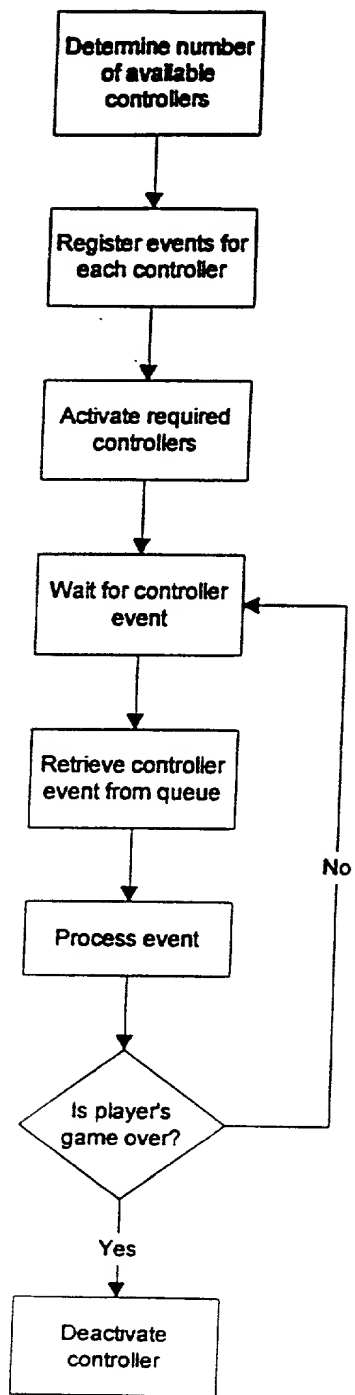 Determine number
of available
controllers
Register events for
each controller
Activate required
controllers
Wait for controller
event
Retrieve controller
event from queue
No
Process event
Is player's
game over?
Yes
Deactivate
controller